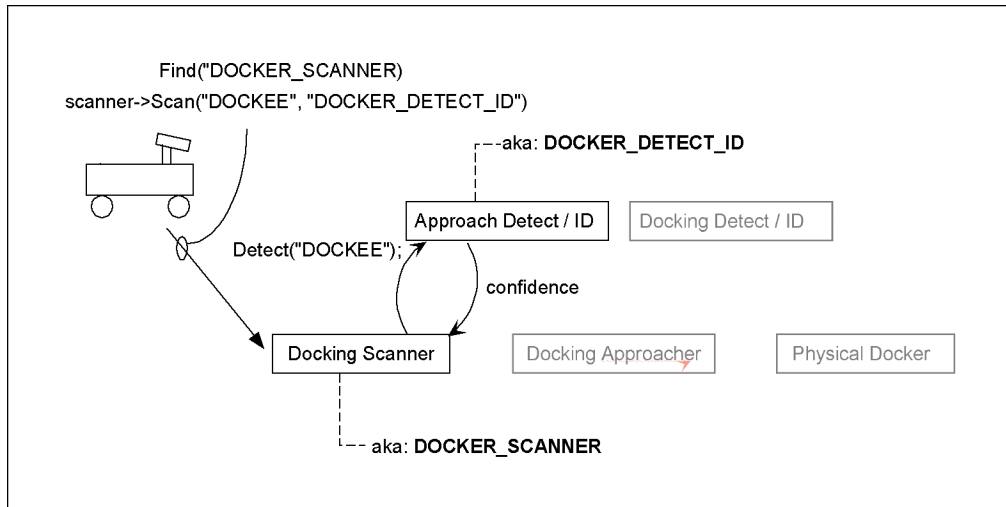 Find("DOCKER_SCANNER)
scanner->Scan("DOCKEE", "DOCKER_DETECT_ID")
aka: DOCKER_DETECT_ID
Approach Detect / ID
Docking Detect / ID
Detect("DOCKEE");
confidence
Docking Scanner
Docking Approacher
Physical Docker
aka: DOCKER_SCANNER